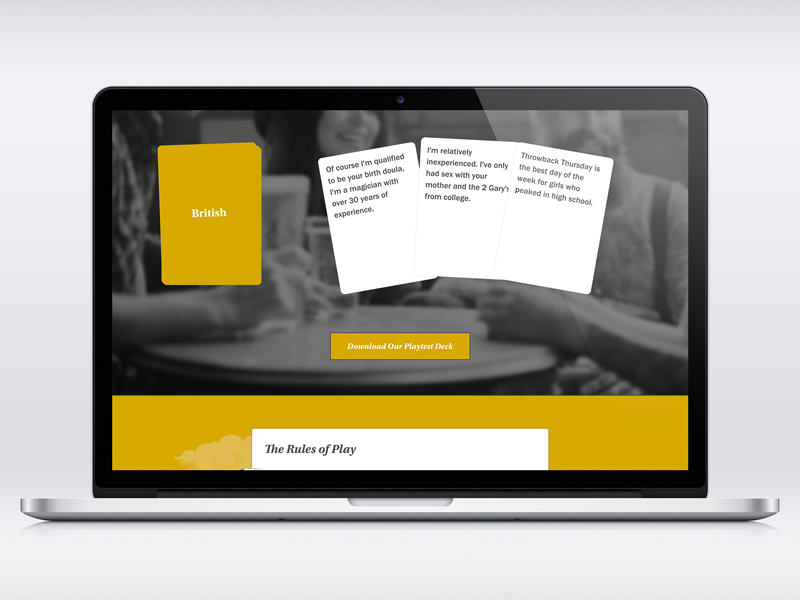 British
Of course I'm qualified
to be your birth doula,
I'm a magician with
over 30 years of
experience.
I'm relatively
inexperienced. I've only
had sex with your
mother and the 2 Gary's
from college.
Throwback Thursday is
the best day of the
week for girls who
peaked in high school.
Download Our Playtest Deck
The Rules of Play